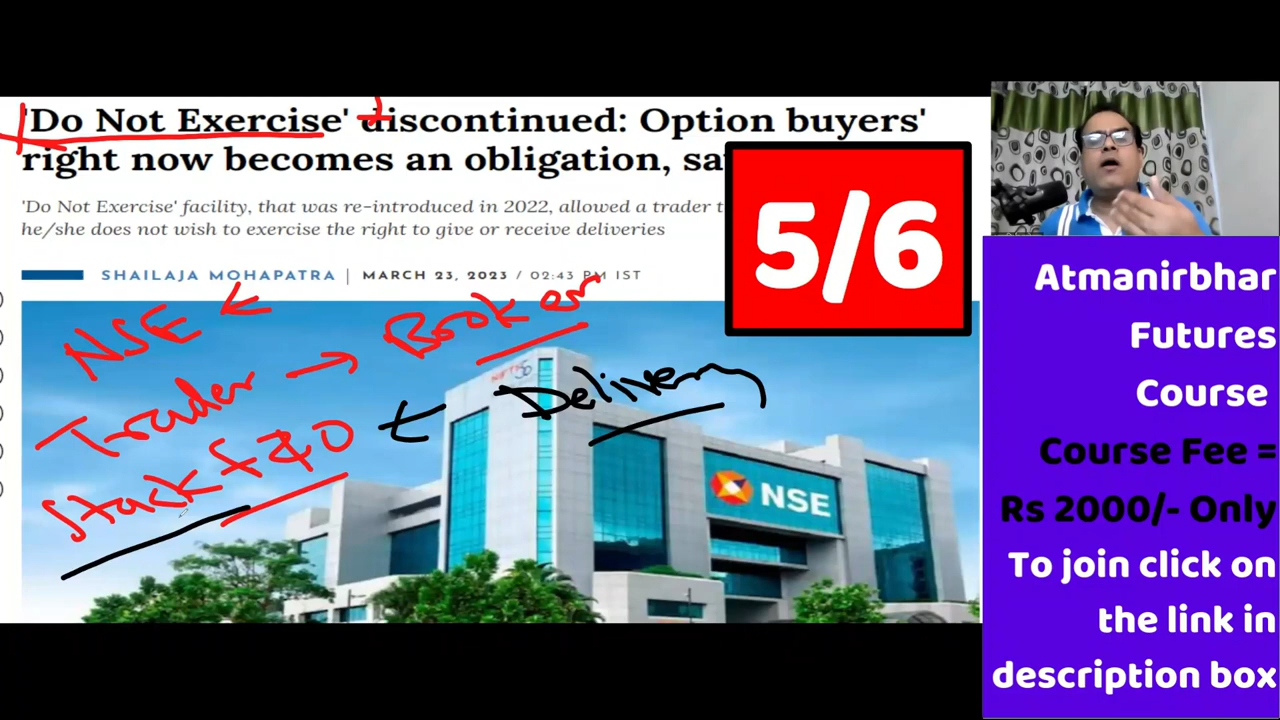 'Do Not Exercise' discontinued: Option buyers'
right now becomes an obligation, sa
'Do Not Exercise' facility, that was re-introduced in 2022, allowed a trader t
he/she does not wish to exercise the right to give or receive deliveries
SHAILAJA MOHAPATRA | MARCH 23, 2023 / 02:43 PM IST
5/6
NSE
Trader → Broker
Stock F&O ← Delivery
NIFTY50
NSE
Atmanirbhar
Futures
Course
Course Fee =
Rs 2000/- Only
To join click on
the link in
description box